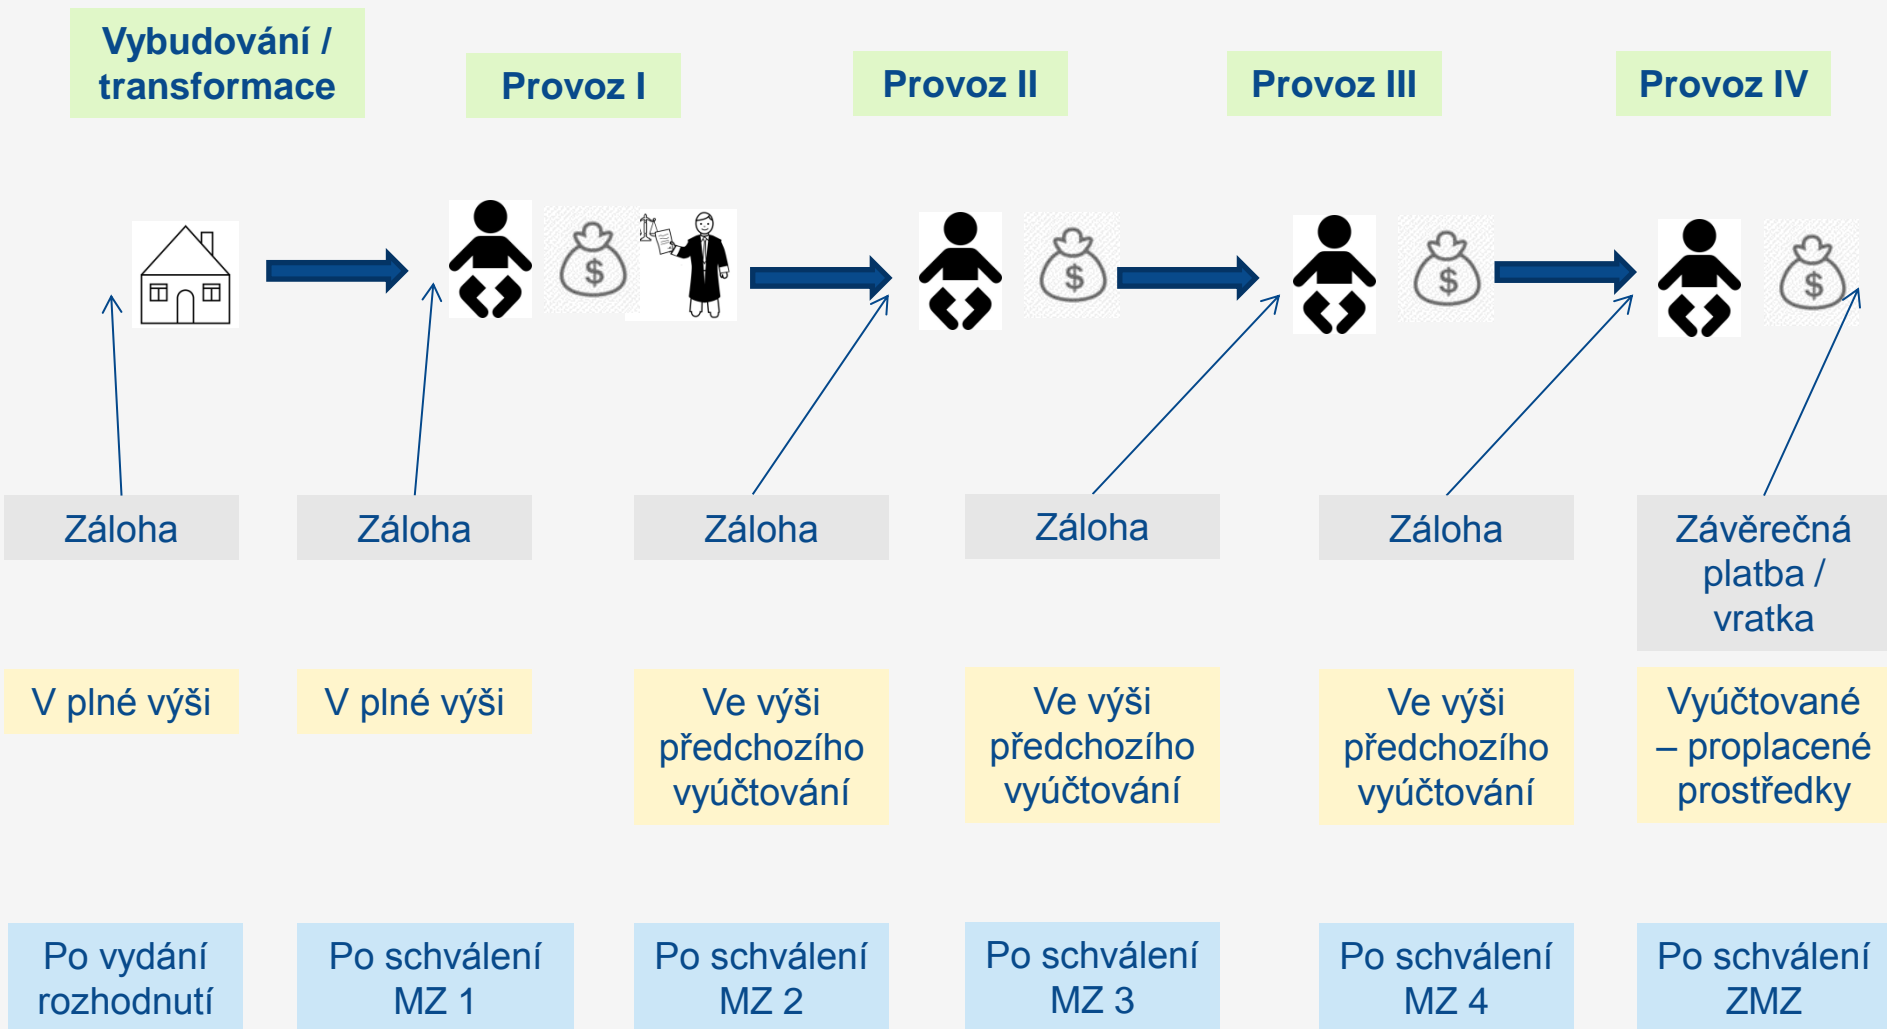 Vybudování /
transformace
Provoz I
Provoz II
Provoz III
Provoz IV
$
$
$
$
Záloha
Záloha
Záloha
Záloha
Záloha
Závěrečná
platba /
vratka
V plné výši
V plné výši
Ve výši
předchozího
vyúčtování
Ve výši
předchozího
vyúčtování
Ve výši
předchozího
vyúčtování
Vyúčtované
– proplacené
prostředky
Po vydání
rozhodnutí
Po schválení
MZ 1
Po schválení
MZ 2
Po schválení
MZ 3
Po schválení
MZ 4
Po schválení
ZMZ